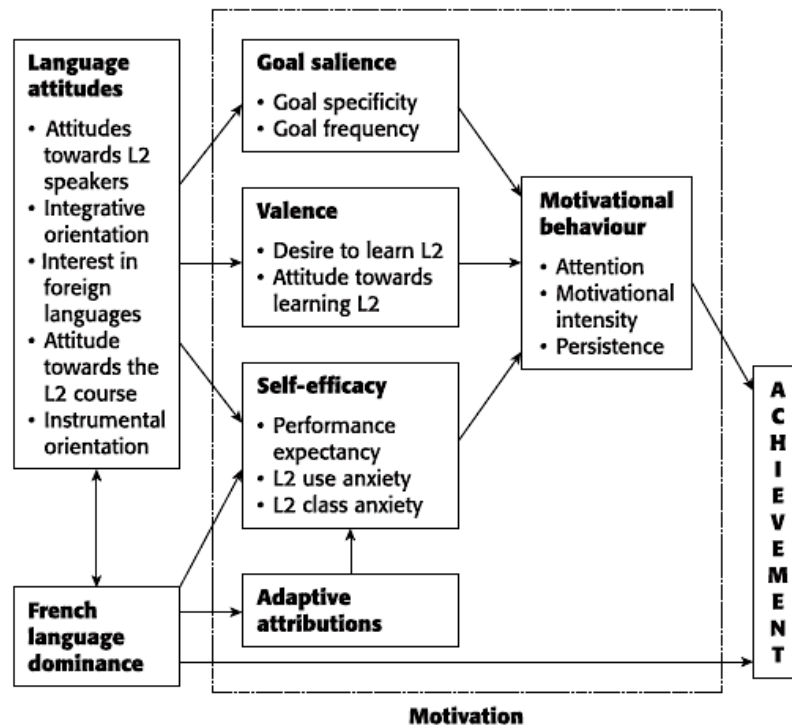 Language
attitudes
• Attitudes
towards L2
speakers
• Integrative
orientation
• Interest in
foreign
languages
• Attitude
towards the
L2 course
• Instrumental
orientation
Goal salience
• Goal specificity
• Goal frequency
Valence
• Desire to learn L2
• Attitude towards
learning L2
Self-efficacy
• Performance
expectancy
• L2 use anxiety
• L2 class anxiety
Motivational
behaviour
• Attention
• Motivational
intensity
• Persistence
French
language
dominance
Adaptive
attributions
ACHIEVEMENT
Motivation